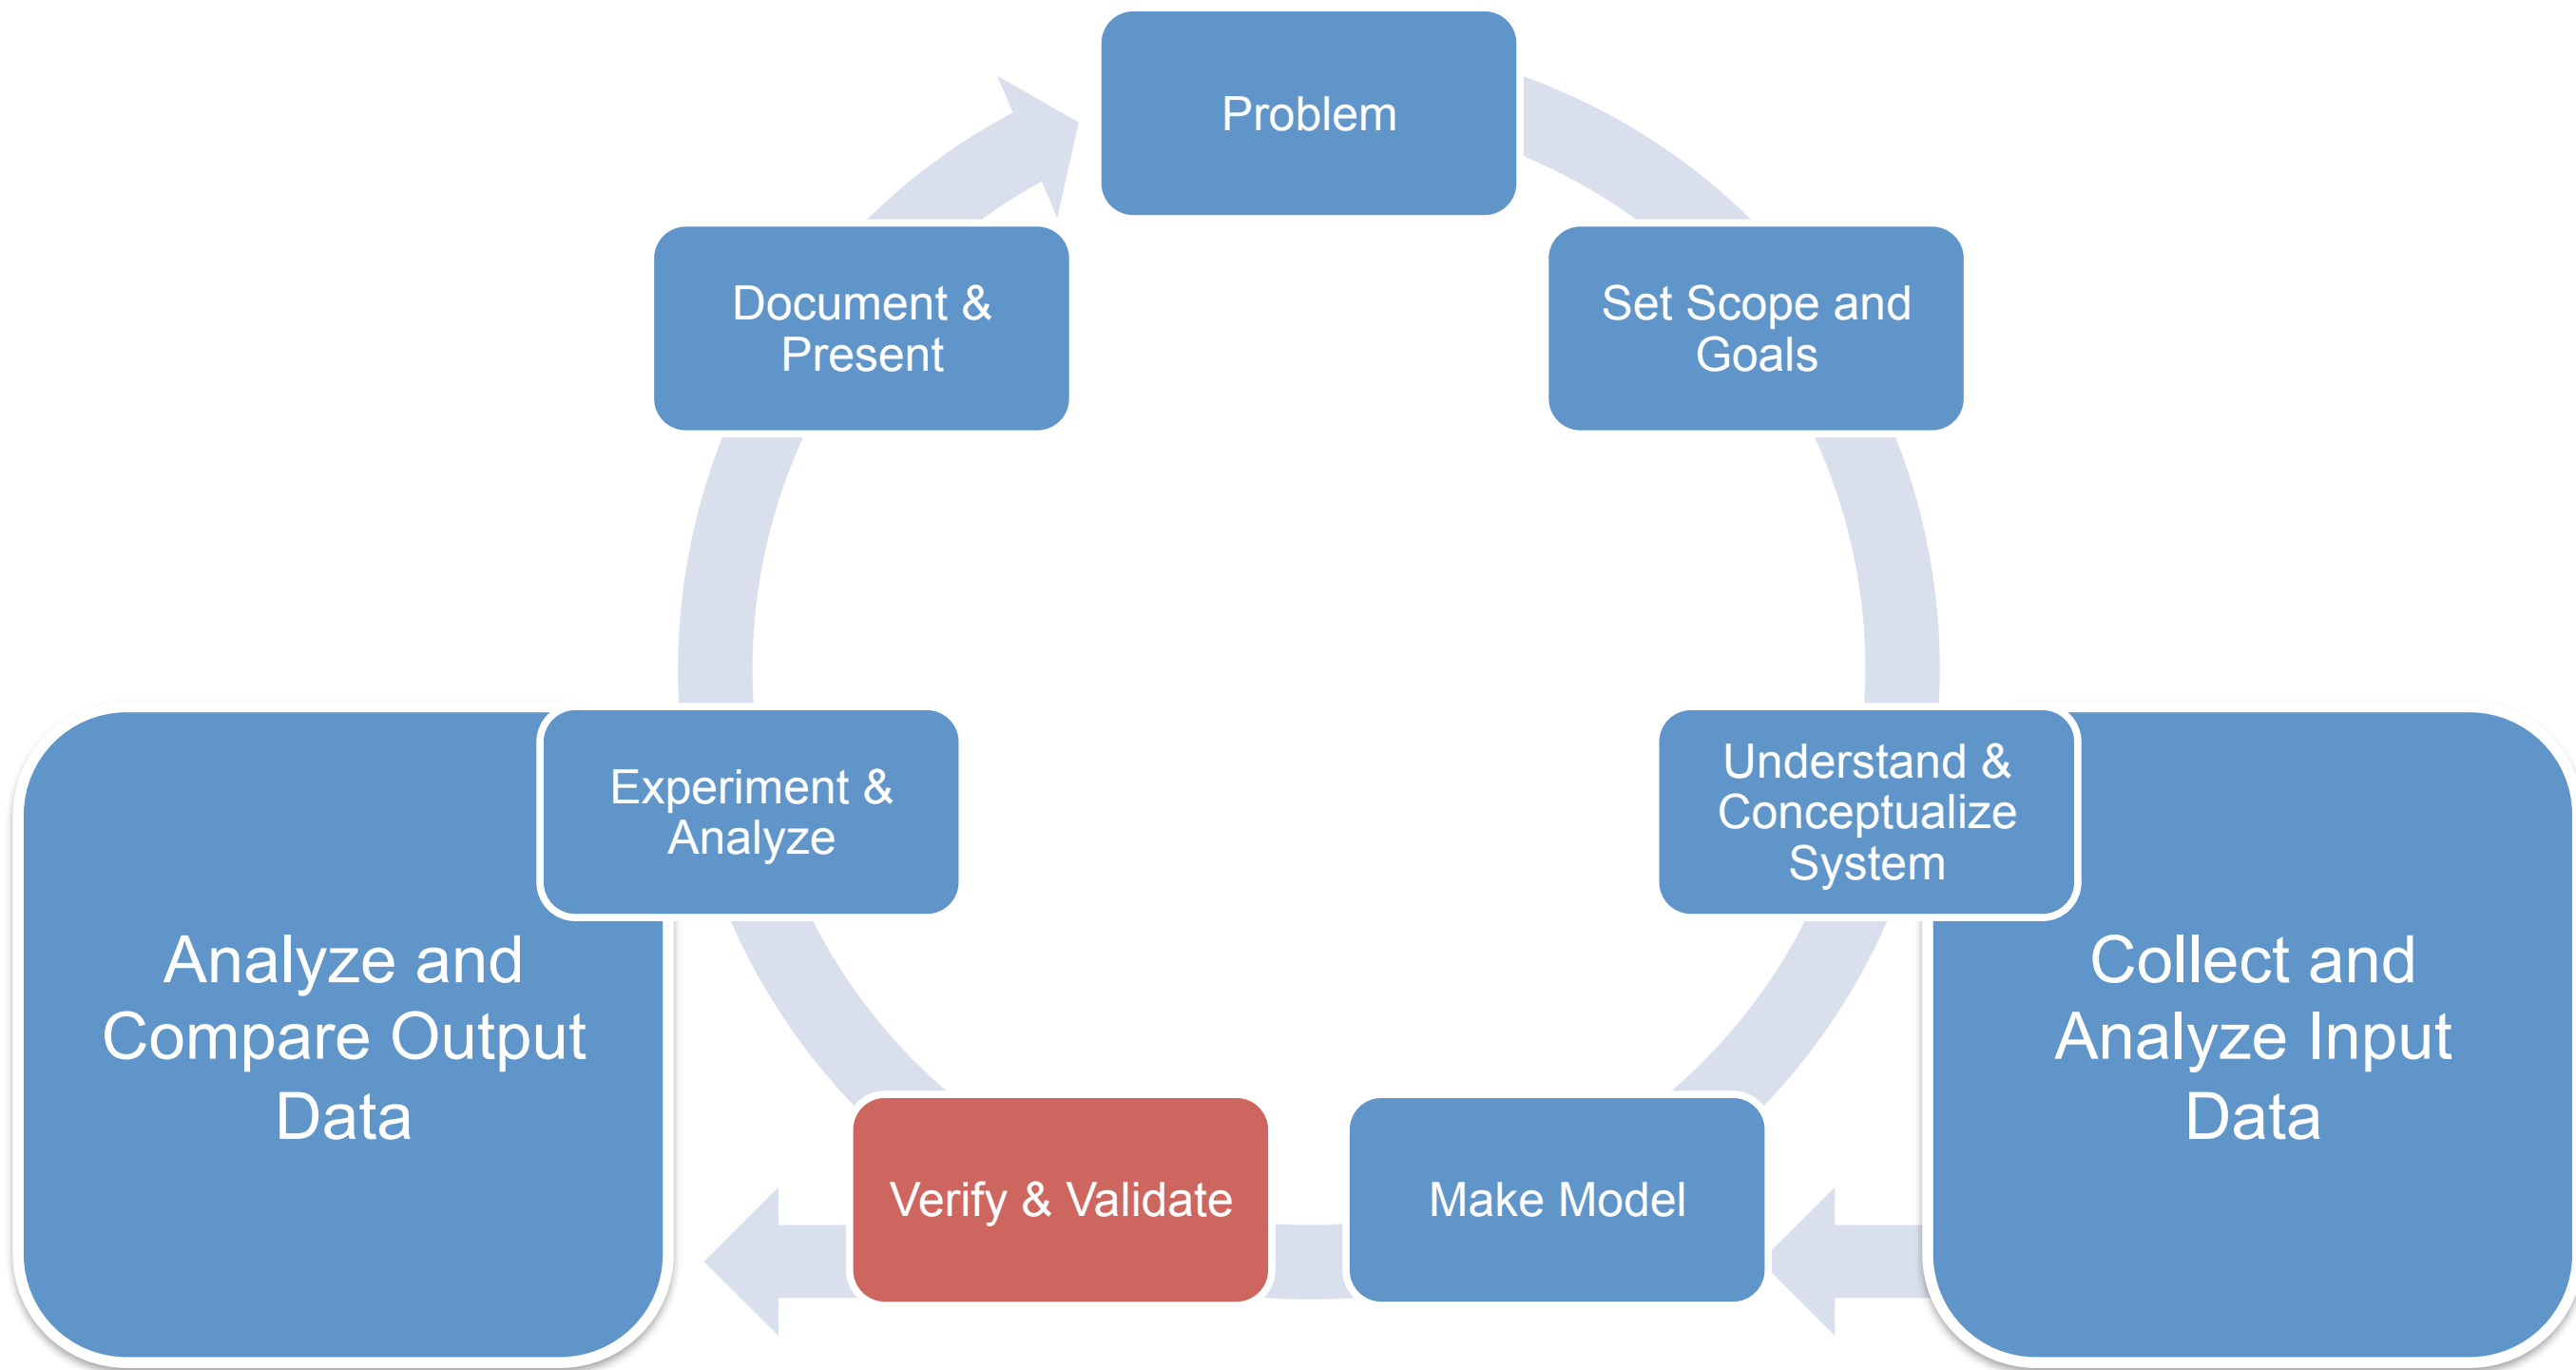 Problem
Set Scope and
Goals
Understand &
Conceptualize
System
Collect and
Analyze Input
Data
Make Model
Verify & Validate
Experiment &
Analyze
Analyze and
Compare Output
Data
Document &
Present